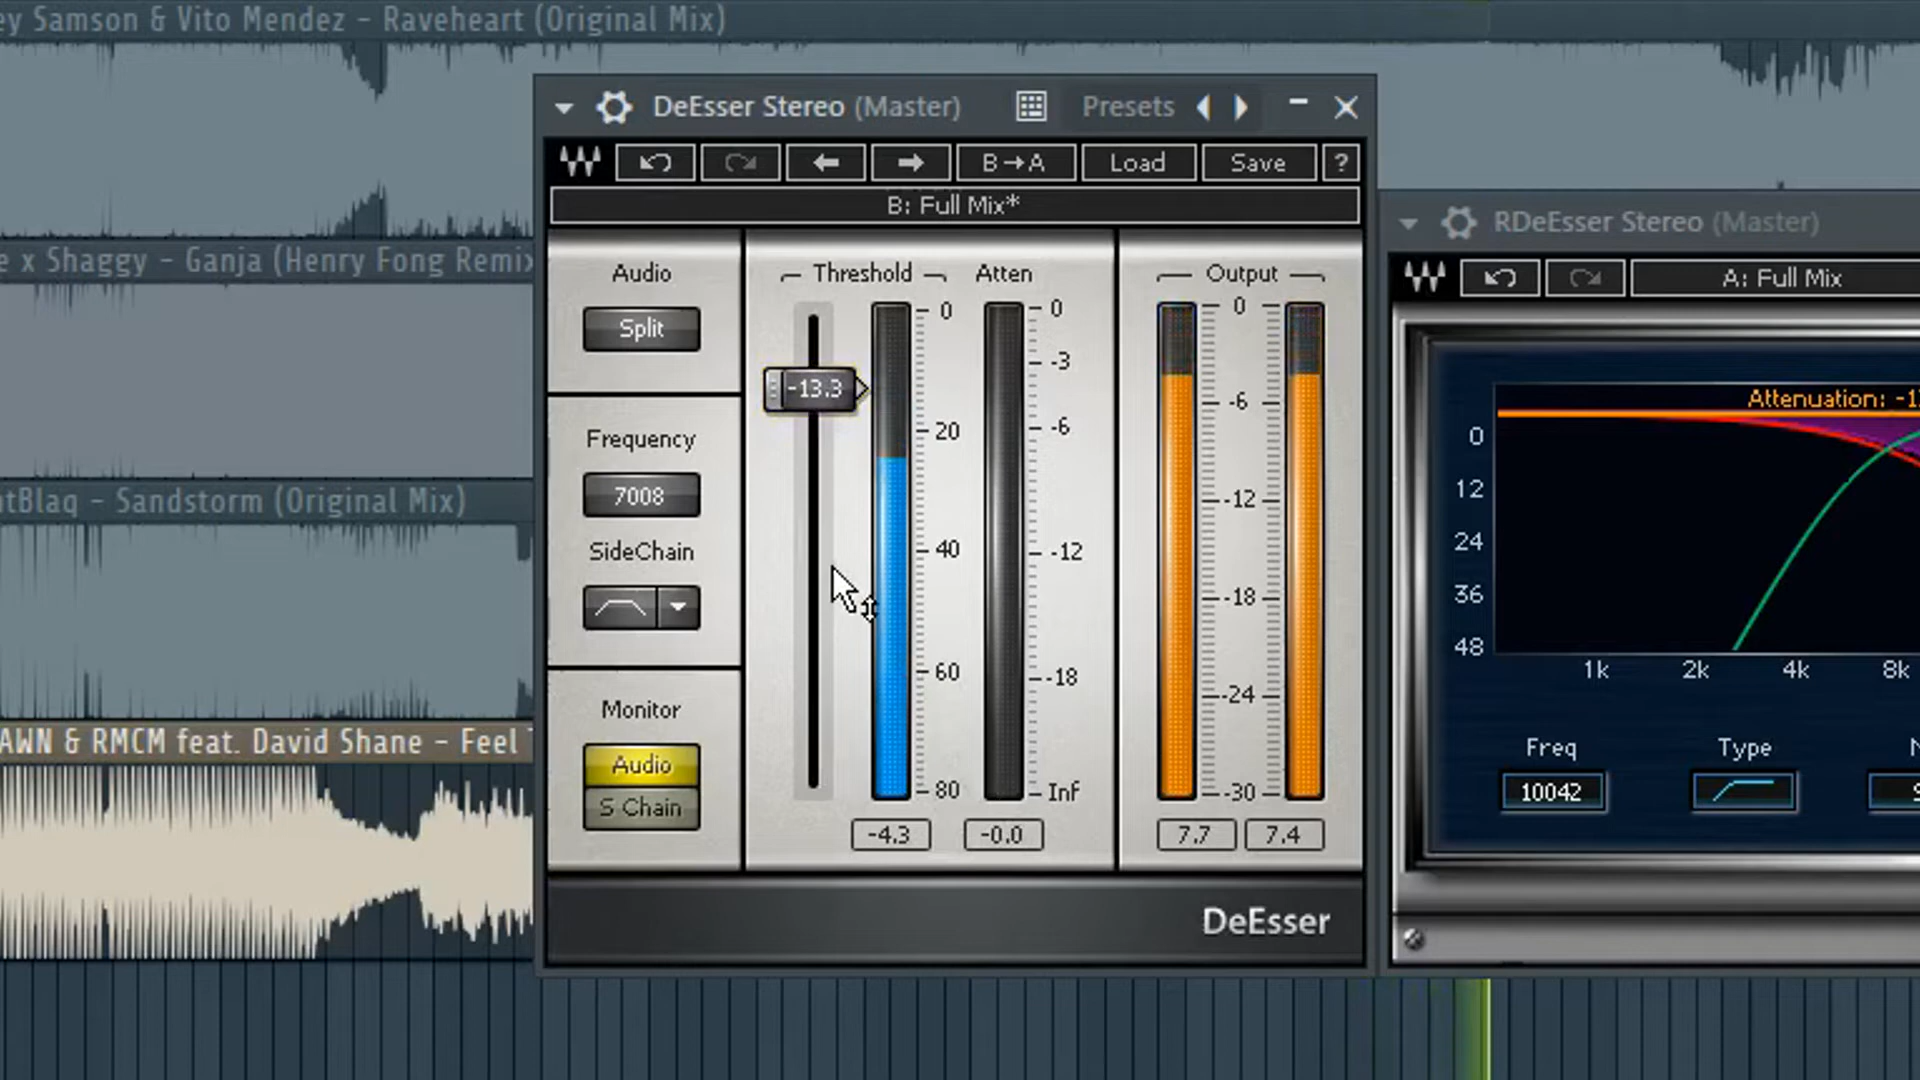 ey Samson & Vito Mendez - Raveheart (Original Mix)
DeEsser Stereo (Master)
Presets
B→A
Load
Save
?
B: Full Mix*
e x Shaggy - Ganja (Henry Fong Remix
RDeEsser Stereo (Master)
A: Full Mix
Audio
Split
Threshold
Atten
Output
0
20
40
60
80
0
-3
-6
-12
-18
Inf
0
-6
-12
-18
-24
-30
-13.3
Frequency
7008
SideChain
Monitor
Audio
S Chain
-4.3
-0.0
7.7
7.4
DeEsser
Attenuation: -1
0
12
24
36
48
1k
2k
4k
8k
Freq
Type
10042
tBlaq - Sandstorm (Original Mix)
AWN & RMCM feat. David Shane - Feel